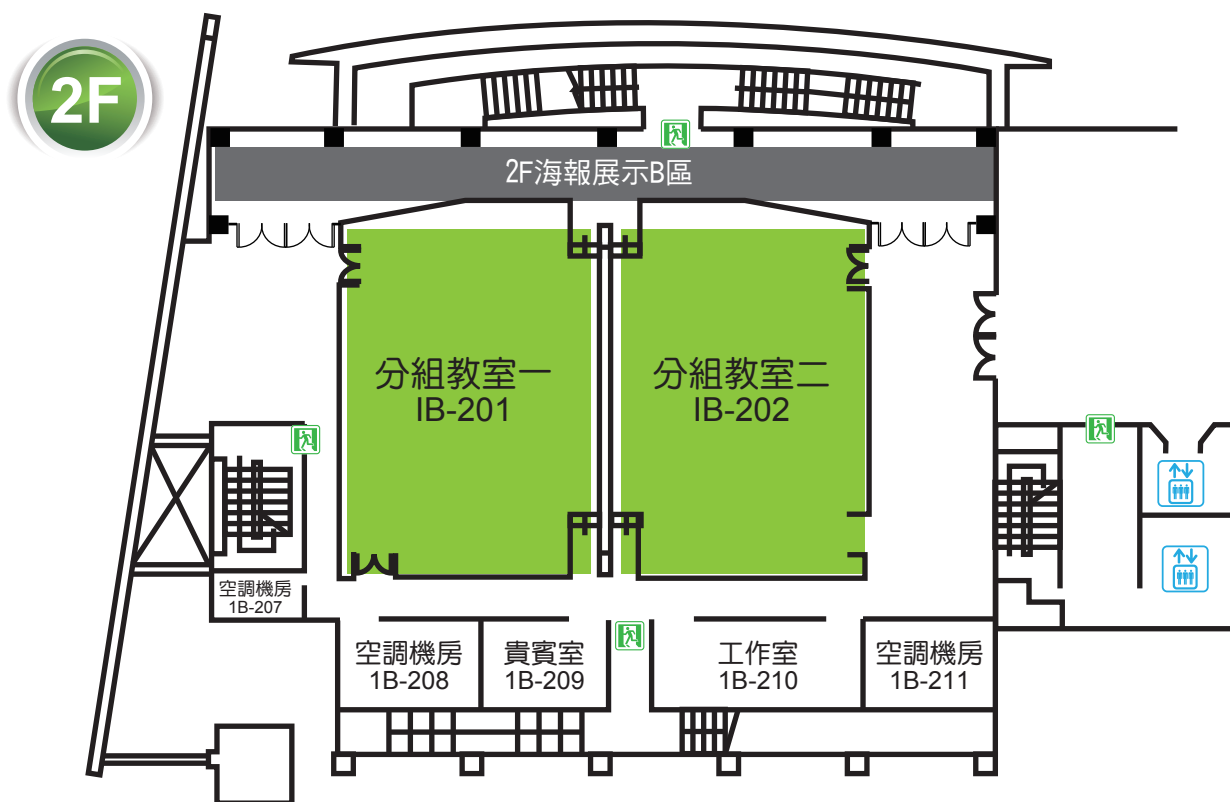 2F
2F海報展示B區
分組教室一
IB-201
分組教室二
IB-202
空調機房
1B-207
空調機房
1B-208
貴賓室
1B-209
工作室
1B-210
空調機房
1B-211